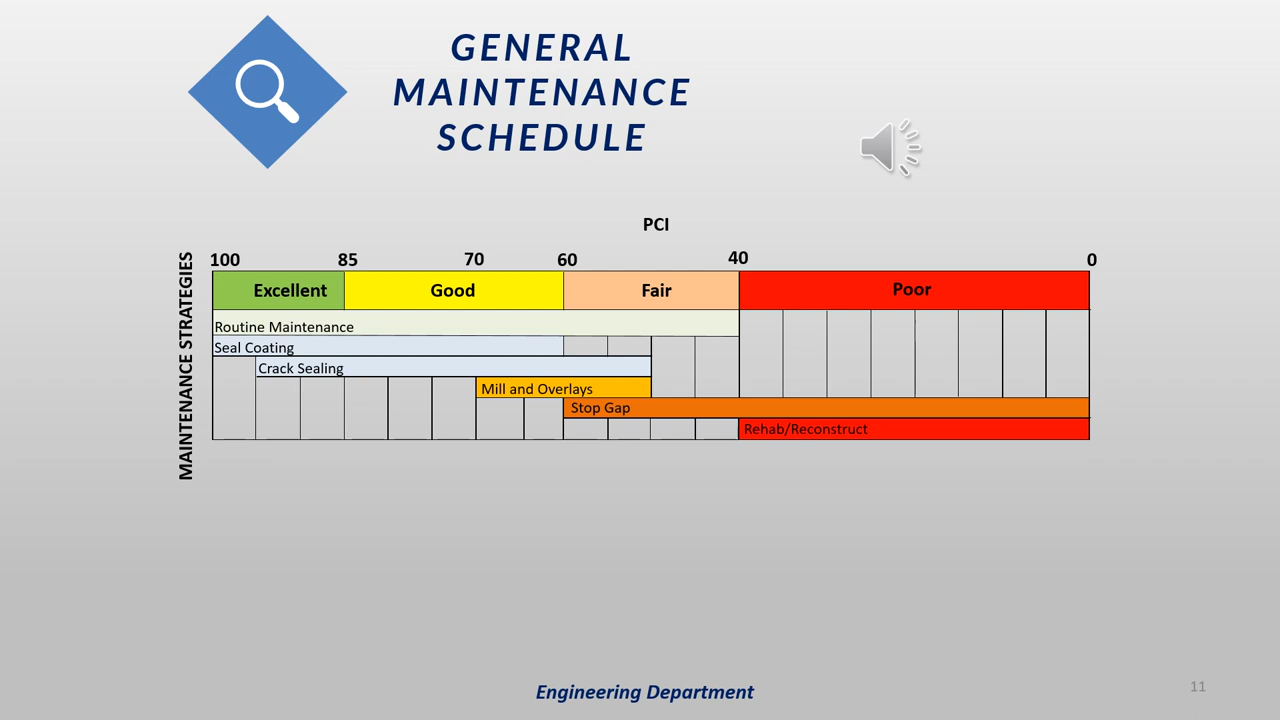 GENERAL
MAINTENANCE
SCHEDULE
PCI
100 85 70 60 40 0
MAINTENANCE STRATEGIES
Excellent Good Fair Poor
Routine Maintenance
Seal Coating
Crack Sealing
Mill and Overlays
Stop Gap
Rehab/Reconstruct
Engineering Department
11